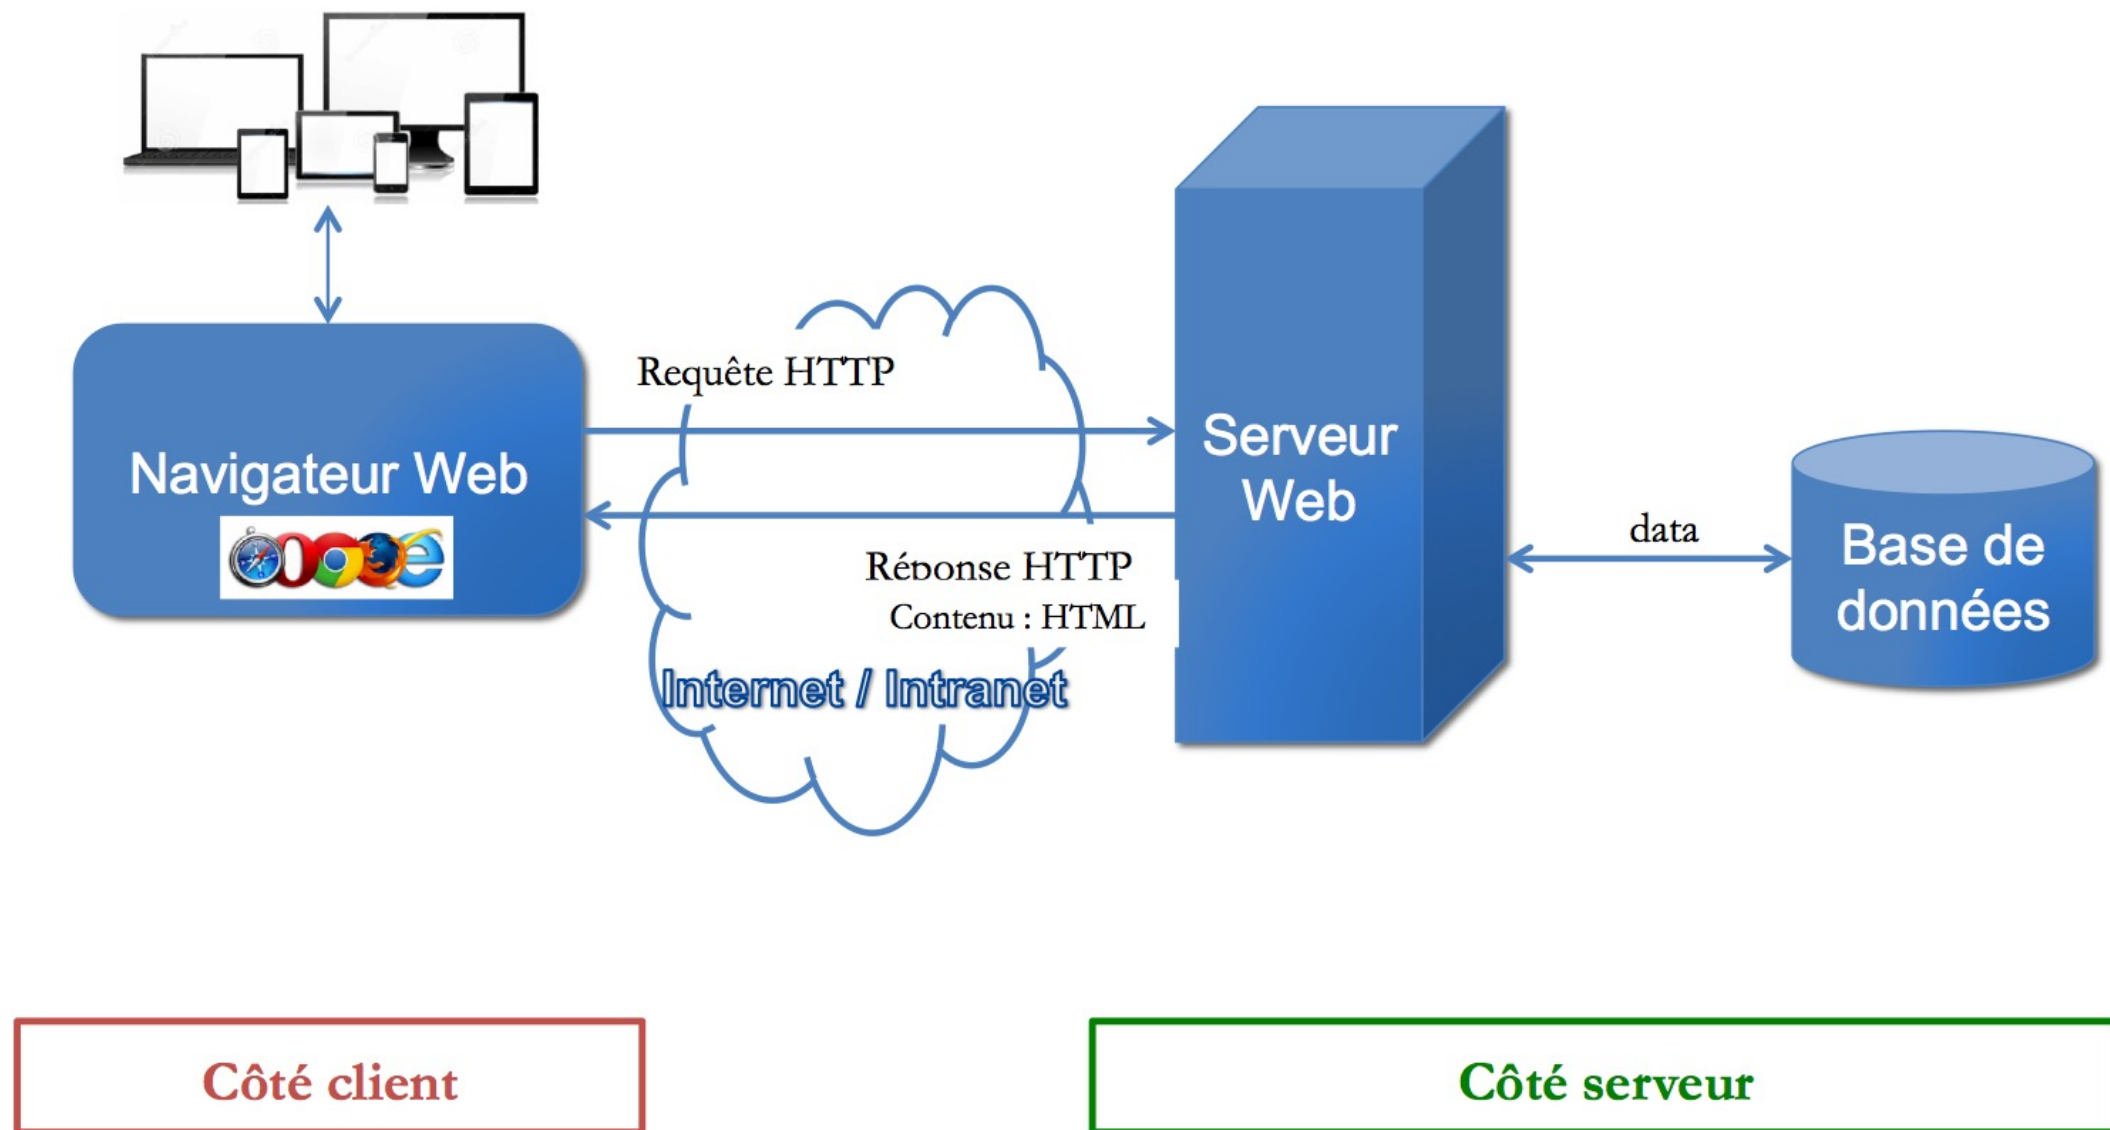 Requête HTTP
Navigateur Web
Serveur
Web
Réponse HTTP
Contenu : HTML
Internet / Intranet
data
Base de
données
Côté client
Côté serveur